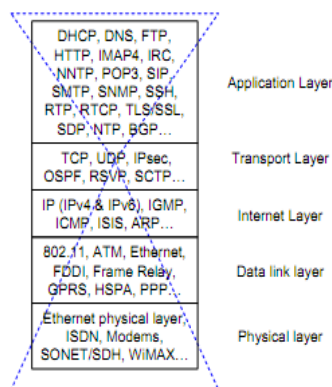 DHCP, DNS, FTP,
HTTP, IMAP4, IRC,
NNTP, POP3, SIP,
SMTP, SNMP, SSH,
RTP, RTCP, TLS/SSL,
SDP, NTP, BGP...
Application Layer
TCP, UDP, IPsec,
OSPF, RSVP, SCTP...
Transport Layer
IP (IPv4 & IPv6), IGMP,
ICMP, ISIS, ARP...
Internet Layer
802.11, ATM, Ethernet,
FDDI, Frame Relay,
GPRS, HSPA, PPP...
Data link layer
Ethernet physical layer,
ISDN, Modems,
SONET/SDH, WiMAX...
Physical layer